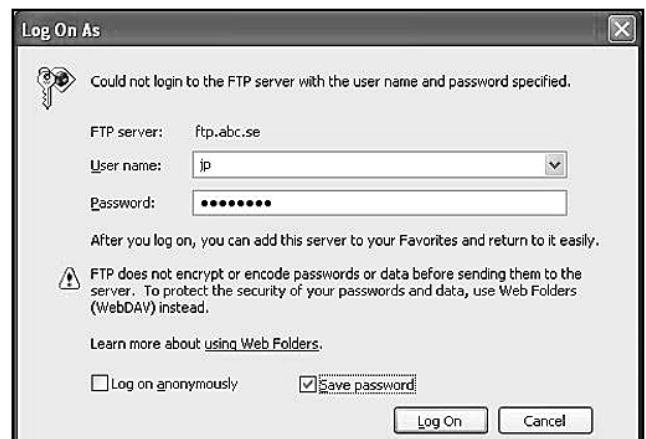 Log On As
Could not login to the FTP server with the user name and password specified.
FTP server: ftp.abc.se
User name: jp
Password: ••••••••
After you log on, you can add this server to your Favorites and return to it easily.
FTP does not encrypt or encode passwords or data before sending them to the
server. To protect the security of your passwords and data, use Web Folders
(WebDAV) instead.
Learn more about using Web Folders.
Log on anonymously Save password
Log On Cancel